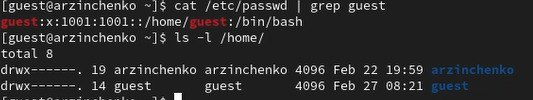 [guest@arzinchenko ~]$ cat /etc/passwd | grep guest
guest:x:1001:1001::/home/guest:/bin/bash
[guest@arzinchenko ~]$ ls -l /home/
total 8
drwx------. 19 arzinchenko arzinchenko 4096 Feb 22 19:59 arzinchenko
drwx------. 14 guest       guest       4096 Feb 27 08:21 guest
[guest@arzinchenko ~]$